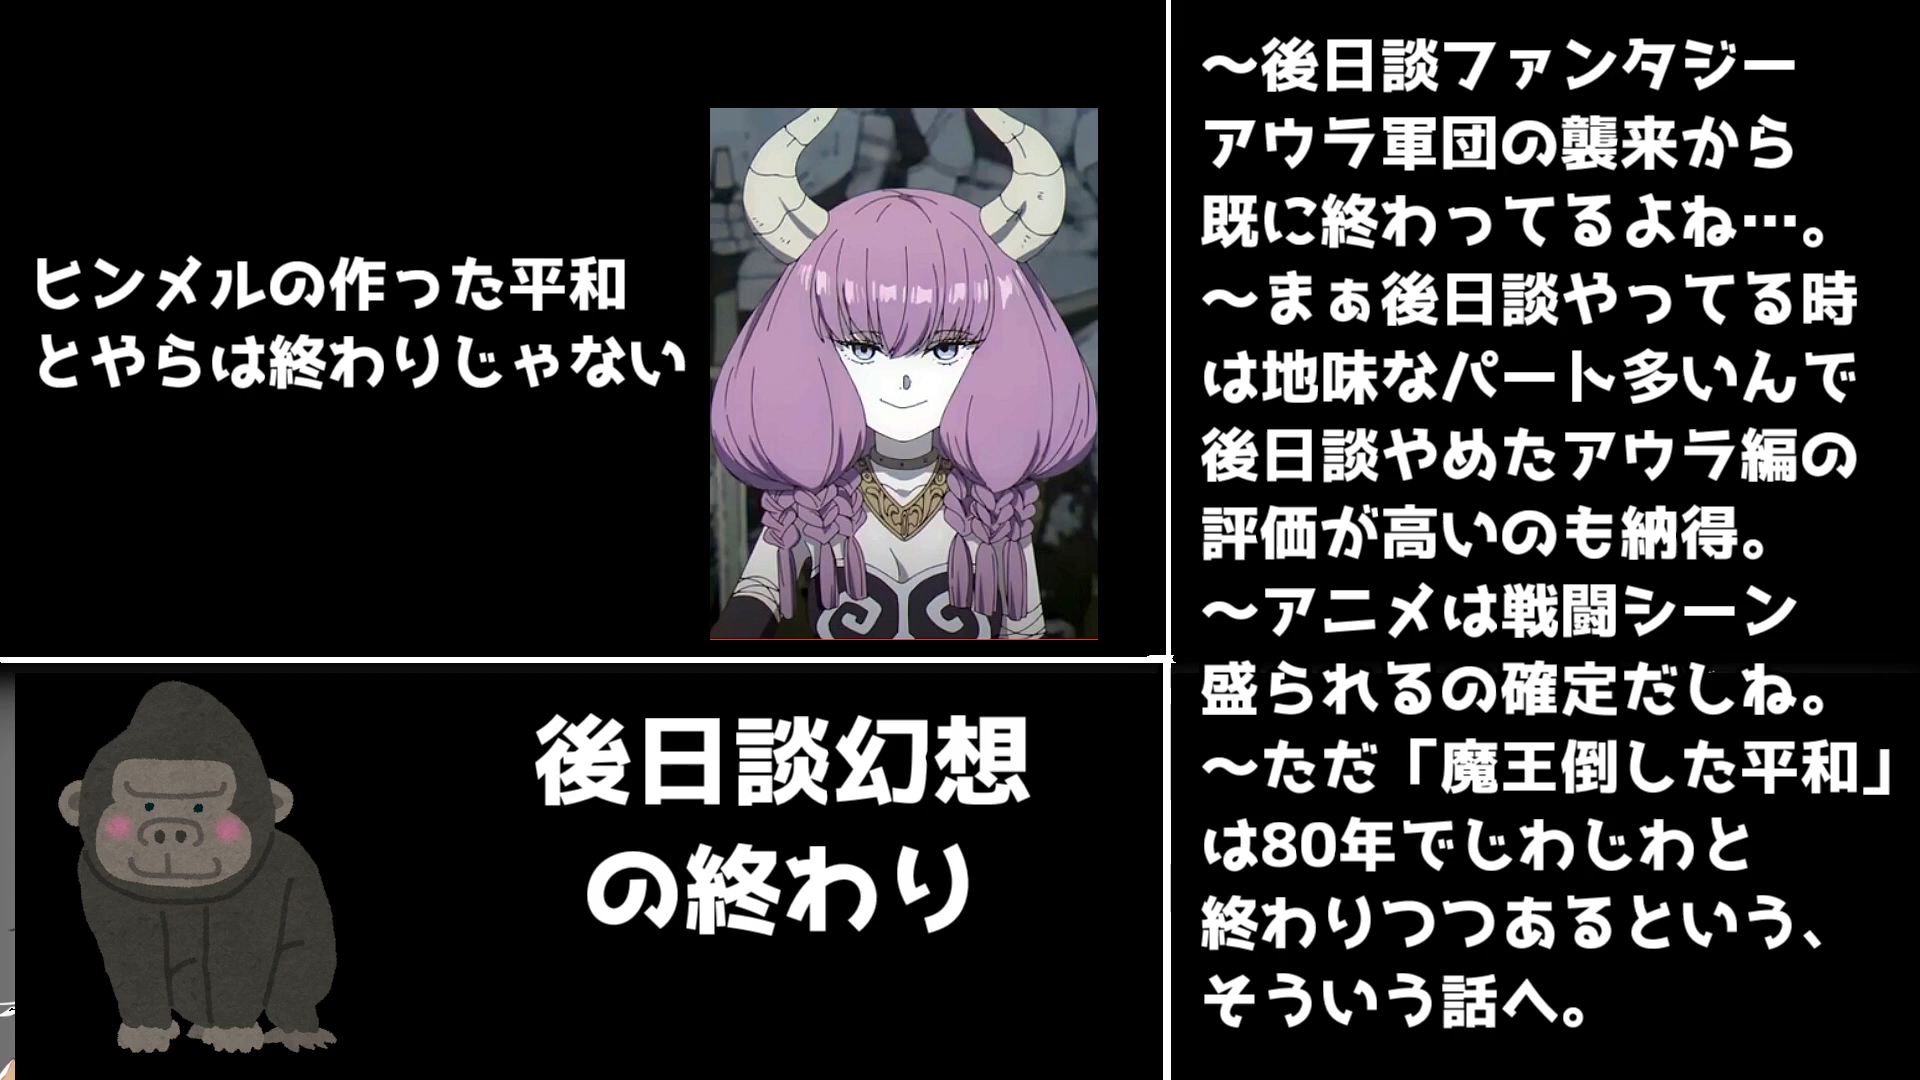 ヒンメルの作った平和
とやらは終わりじゃない
後日談幻想
の終わり
～後日談ファンタジー
アウラ軍団の襲来から
既に終わってるよね…。
～まぁ後日談やってる時
は地味なパート多いんで
後日談やめたアウラ編の
評価が高いのも納得。
～アニメは戦闘シーン
盛られるの確定だしね。
～ただ「魔王倒した平和」
は80年でじわじわと
終わりつつあるという、
そういう話へ。